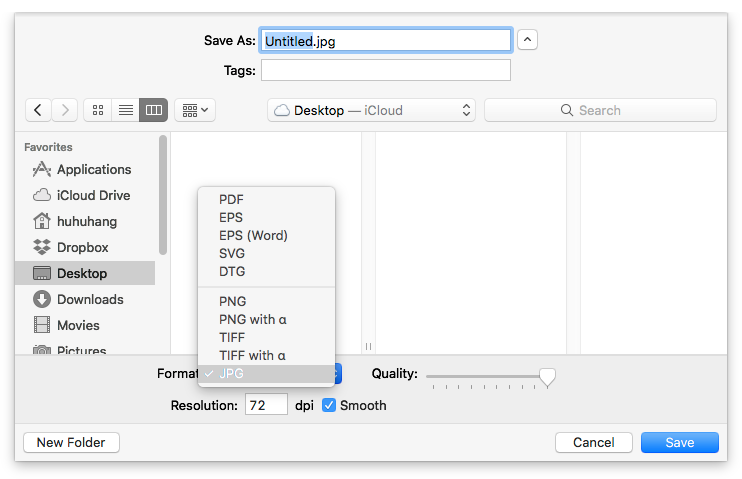 Save As: Untitled.jpg
Tags:
Desktop — iCloud
Search
Favorites
Applications
iCloud Drive
huhuhang
Dropbox
Desktop
Downloads
Movies
Pictures
PDF
EPS
EPS (Word)
SVG
DTG
PNG
PNG with α
TIFF
TIFF with α
Format ✓ JPG Quality:
Resolution: 72 dpi Smooth
New Folder Cancel Save